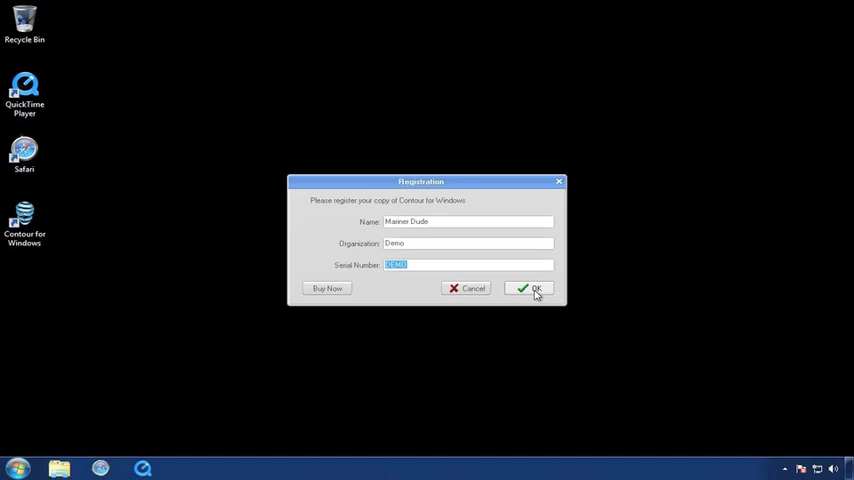 Recycle Bin
QuickTime
Player
Safari
Contour for
Windows
Registration
Please register your copy of Contour for Windows
Name: Mariner Dude
Organization: Demo
Serial Number: DEMO
Buy Now Cancel OK